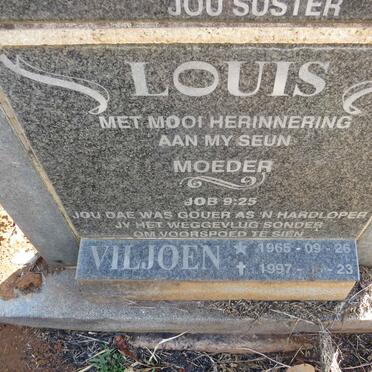 JOU SUSTER
LOUIS
MET MOOI HERINNERING
AAN MY SEUN
MOEDER
JOB 9:25
JOU DAE WAS GOUER AS 'N HARDLOPER
JY HET WEGGEVLUG SONDER
OM VOORSPOED TE SIEN
VILJOEN * 1965-09-26
✝ 1997- -23